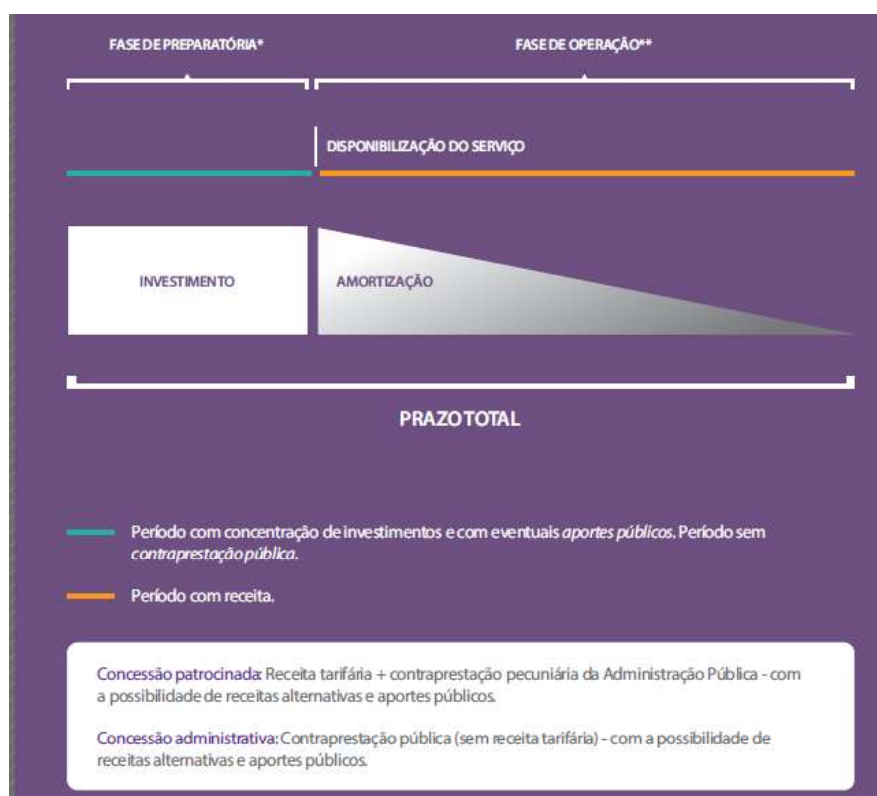 FASE DE PREPARATÓRIA*
FASE DE OPERAÇÃO**
DISPONIBILIZAÇÃO DO SERVIÇO
INVESTIMENTO
AMORTIZAÇÃO
PRAZO TOTAL
Período com concentração de investimentos e com eventuais aportes públicos. Período sem
contraprestação pública.
Período com receita.
Concessão patrocinada: Receita tarifária + contraprestação pecuniária da Administração Pública - com
a possibilidade de receitas alternativas e aportes públicos.
Concessão administrativa: Contraprestação pública (sem receita tarifária) - com a possibilidade de
receitas alternativas e aportes públicos.